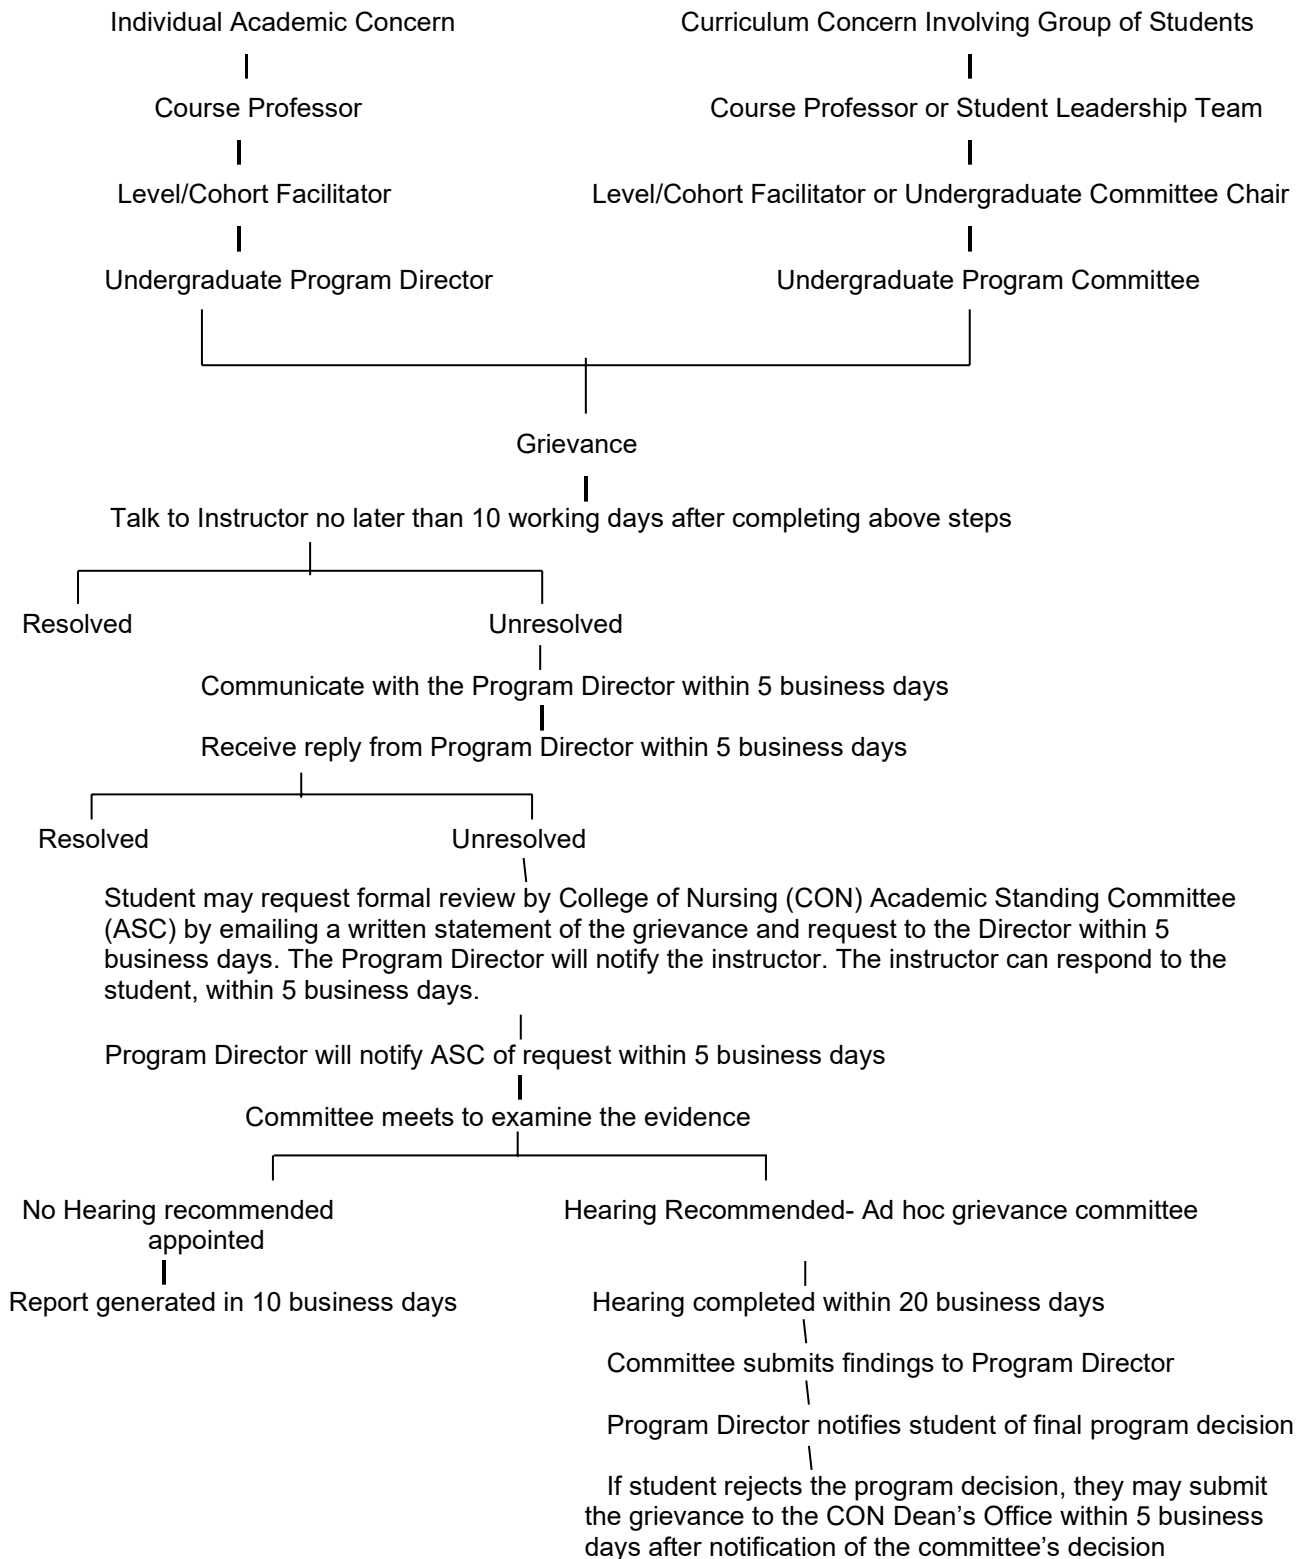 Individual Academic Concern
Curriculum Concern Involving Group of Students
Course Professor
Course Professor or Student Leadership Team
Level/Cohort Facilitator
Level/Cohort Facilitator or Undergraduate Committee Chair
Undergraduate Program Director
Undergraduate Program Committee
Grievance
Talk to Instructor no later than 10 working days after completing above steps
Resolved
Unresolved
Communicate with the Program Director within 5 business days
Receive reply from Program Director within 5 business days
Resolved
Unresolved
Student may request formal review by College of Nursing (CON) Academic Standing Committee
(ASC) by emailing a written statement of the grievance and request to the Director within 5
business days. The Program Director will notify the instructor. The instructor can respond to the
student, within 5 business days.
Program Director will notify ASC of request within 5 business days
Committee meets to examine the evidence
No Hearing recommended
Hearing Recommended- Ad hoc grievance committee
appointed
Report generated in 10 business days
Hearing completed within 20 business days
Committee submits findings to Program Director
Program Director notifies student of final program decision
If student rejects the program decision, they may submit
the grievance to the CON Dean’s Office within 5 business
days after notification of the committee’s decision